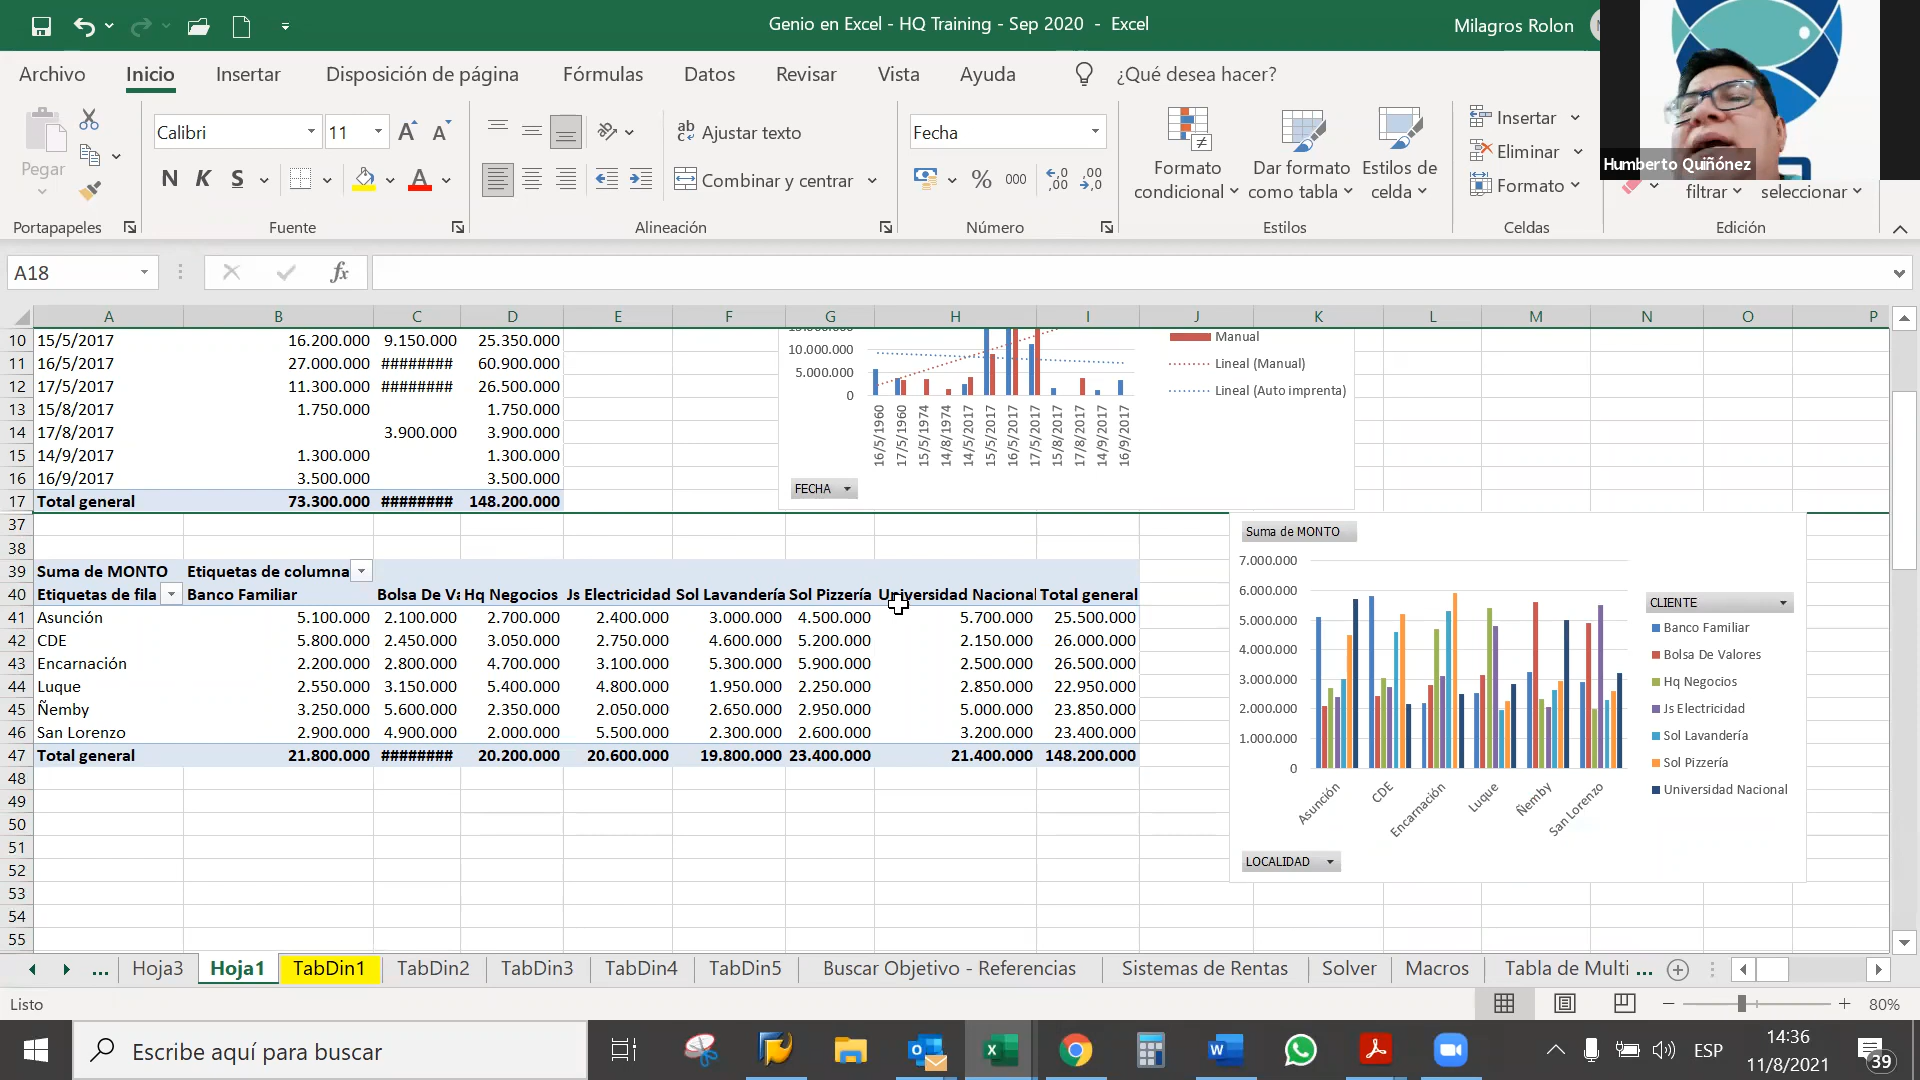 Genio en Excel - HQ Training - Sep 2020 - Excel
Milagros Rolon
Archivo Inicio Insertar Disposición de página Fórmulas Datos Revisar Vista Ayuda ¿Qué desea hacer?
Pegar
Portapapeles
Calibri 11
N K S
Fuente
Ajustar texto
Combinar y centrar
Alineación
Fecha
% 000
Número
Formato condicional
Dar formato como tabla
Estilos de celda
Estilos
Insertar
Eliminar
Formato
Celdas
filtrar seleccionar
Edición
Humberto Quiñónez
A18
fx
A B C D E F G H I J K L M N O P
10 15/5/2017 16.200.000 9.150.000 25.350.000
11 16/5/2017 27.000.000 ######## 60.900.000
12 17/5/2017 11.300.000 ######## 26.500.000
13 15/8/2017 1.750.000 1.750.000
14 17/8/2017 3.900.000 3.900.000
15 14/9/2017 1.300.000 1.300.000
16 16/9/2017 3.500.000 3.500.000
17 Total general 73.300.000 ######## 148.200.000
10.000.000
5.000.000
0
16/5/1960 17/5/1960 15/5/1974 14/8/1974 14/5/2017 15/5/2017 16/5/2017 17/5/2017 15/8/2017 17/8/2017 14/9/2017 16/9/2017
Manual
Lineal (Manual)
Lineal (Auto imprenta)
FECHA
37
38
39 Suma de MONTO Etiquetas de columna
40 Etiquetas de fila Banco Familiar Bolsa De Va Hq Negocios Js Electricidad Sol Lavandería Sol Pizzería Universidad Nacional Total general
41 Asunción 5.100.000 2.100.000 2.700.000 2.400.000 3.000.000 4.500.000 5.700.000 25.500.000
42 CDE 5.800.000 2.450.000 3.050.000 2.750.000 4.600.000 5.200.000 2.150.000 26.000.000
43 Encarnación 2.200.000 2.800.000 4.700.000 3.100.000 5.300.000 5.900.000 2.500.000 26.500.000
44 Luque 2.550.000 3.150.000 5.400.000 4.800.000 1.950.000 2.250.000 2.850.000 22.950.000
45 Ñemby 3.250.000 5.600.000 2.350.000 2.050.000 2.650.000 2.950.000 5.000.000 23.850.000
46 San Lorenzo 2.900.000 4.900.000 2.000.000 5.500.000 2.300.000 2.600.000 3.200.000 23.400.000
47 Total general 21.800.000 ######## 20.200.000 20.600.000 19.800.000 23.400.000 21.400.000 148.200.000
48
49
50
51
52
53
54
55
Suma de MONTO
7.000.000
6.000.000
5.000.000
4.000.000
3.000.000
2.000.000
1.000.000
0
Asunción CDE Encarnación Luque Ñemby San Lorenzo
CLIENTE
Banco Familiar
Bolsa De Valores
Hq Negocios
Js Electricidad
Sol Lavandería
Sol Pizzería
Universidad Nacional
LOCALIDAD
... Hoja3 Hoja1 TabDin1 TabDin2 TabDin3 TabDin4 TabDin5 Buscar Objetivo - Referencias Sistemas de Rentas Solver Macros Tabla de Multi ...
Listo
80%
Escribe aquí para buscar
ESP
14:36
11/8/2021
39